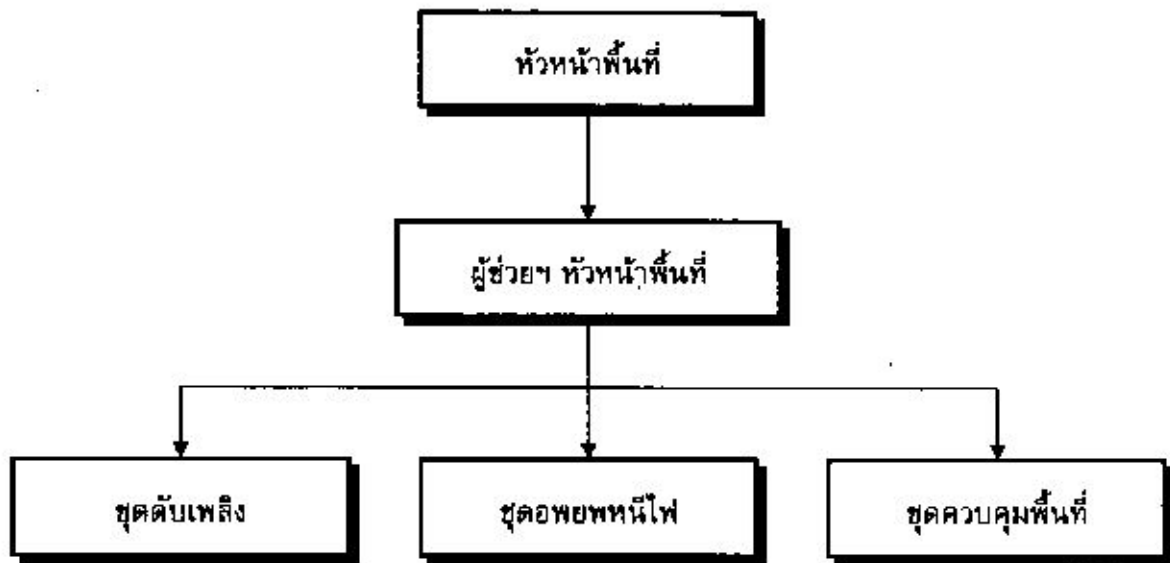 หัวหน้าพื้นที่
ผู้ช่วยฯ หัวหน้าพื้นที่
ชุดดับเพลิง
ชุดอพยพหนีไฟ
ชุดควบคุมพื้นที่